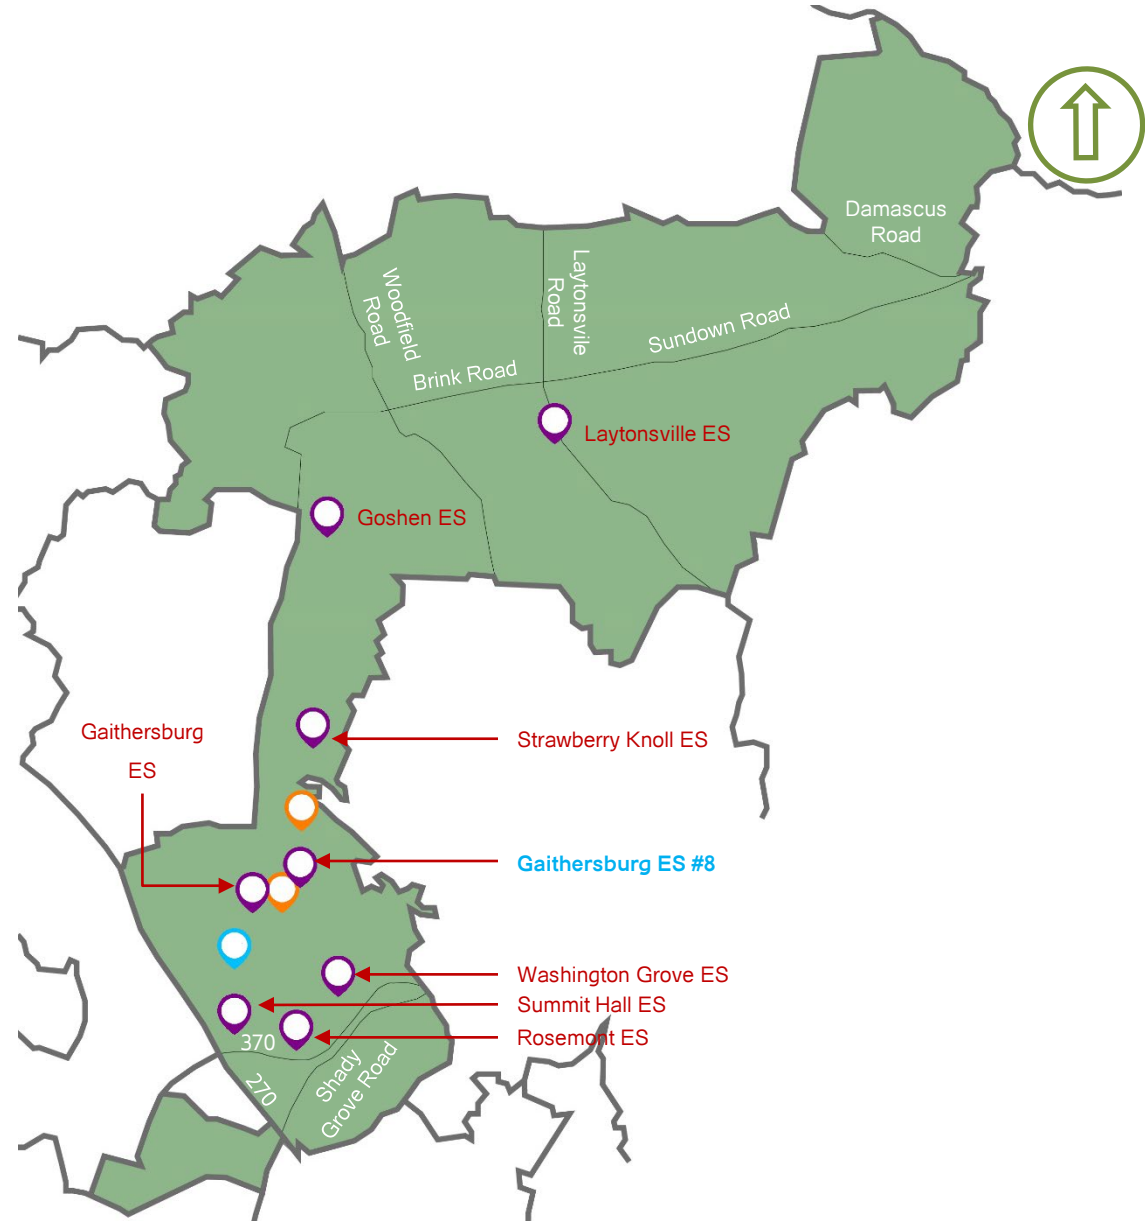 Damascus
Road
Woodfield
Road
Laytonsvile
Road
Sundown Road
Brink Road
Laytonsville ES
Goshen ES
Gaithersburg
ES
Strawberry Knoll ES
Gaithersburg ES #8
Washington Grove ES
Summit Hall ES
Rosemont ES
370
270
Shady
Grove Road